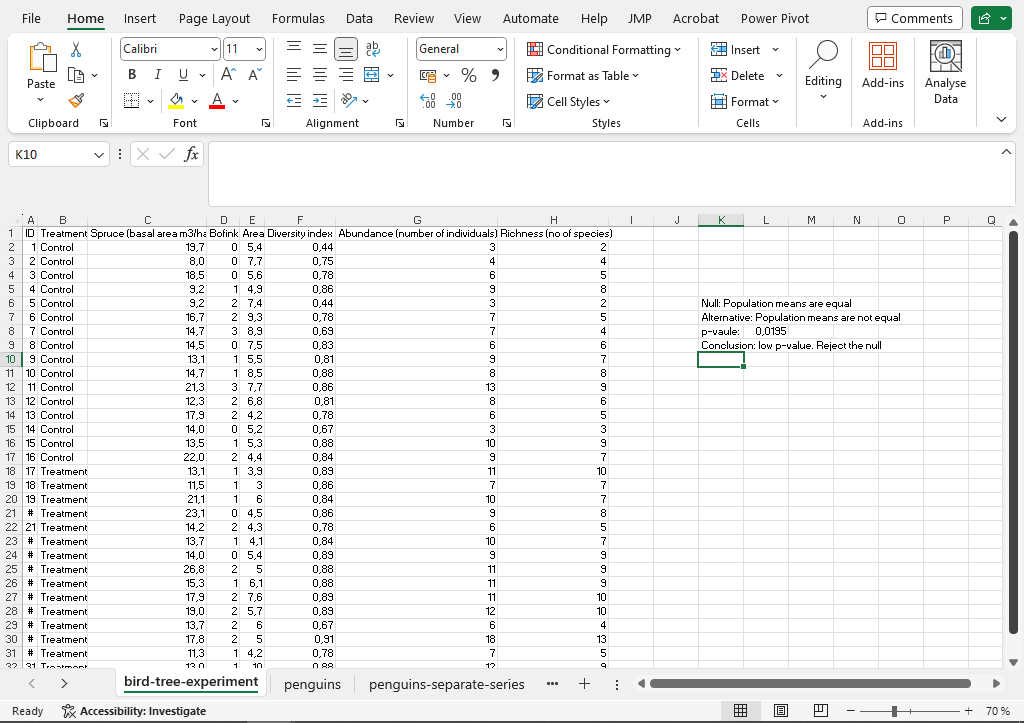 File Home Insert Page Layout Formulas Data Review View Automate Help JMP Acrobat Power Pivot Comments
Paste
Clipboard
Calibri 11
B I U A A
A
Font
ab
Alignment
General
% 9
Number
Conditional Formatting
Format as Table
Cell Styles
Styles
Insert
Delete
Format
Cells
Editing
Add-ins
Add-ins
Analyse Data
K10 fx
A B C D E F G H I J K L M N O P Q
1 ID Treatment Spruce (basal area m3/ha Bofink Area Diversity index Abundance (number of individuals) Richness (no of species)
2 1 Control 19,7 0 5,4 0,44 3 2
3 2 Control 8,0 0 7,7 0,75 4 4
4 3 Control 18,5 0 5,6 0,78 6 5
5 4 Control 9,2 1 4,9 0,86 9 8
6 5 Control 9,2 2 7,4 0,44 3 2 Null: Population means are equal
7 6 Control 16,7 2 9,3 0,78 7 5 Alternative: Population means are not equal
8 7 Control 14,7 3 8,9 0,69 7 4 p-vaule: 0,0195
9 8 Control 14,5 0 7,5 0,83 6 6 Conclusion: low p-value. Reject the null
10 9 Control 13,1 1 5,5 0,81 9 7
11 10 Control 14,7 1 8,5 0,88 8 8
12 11 Control 21,3 3 7,7 0,86 13 9
13 12 Control 12,3 2 6,8 0,81 8 6
14 13 Control 17,9 2 4,2 0,78 6 5
15 14 Control 14,0 0 5,2 0,67 3 3
16 15 Control 13,5 1 5,3 0,88 10 9
17 16 Control 22,0 2 4,4 0,84 9 7
18 17 Treatment 13,1 1 3,9 0,89 11 10
19 18 Treatment 11,5 1 3 0,86 7 7
20 19 Treatment 21,1 1 6 0,84 10 7
21 # Treatment 23,1 0 4,5 0,86 9 8
22 21 Treatment 14,2 2 4,3 0,78 6 5
23 # Treatment 13,7 1 4,1 0,84 10 7
24 # Treatment 14,0 0 5,4 0,89 9 9
25 # Treatment 26,8 2 5 0,88 11 9
26 # Treatment 15,3 1 6,1 0,88 11 9
27 # Treatment 17,9 2 7,6 0,89 11 10
28 # Treatment 19,0 2 5,7 0,89 12 10
29 # Treatment 13,7 2 6 0,67 6 4
30 # Treatment 17,8 2 5 0,91 18 13
31 # Treatment 11,3 1 4,2 0,78 7 5
32 31 Treatment 13,0 1 10 0,88 12 9
bird-tree-experiment penguins penguins-separate-series
Ready Accessibility: Investigate 70 %